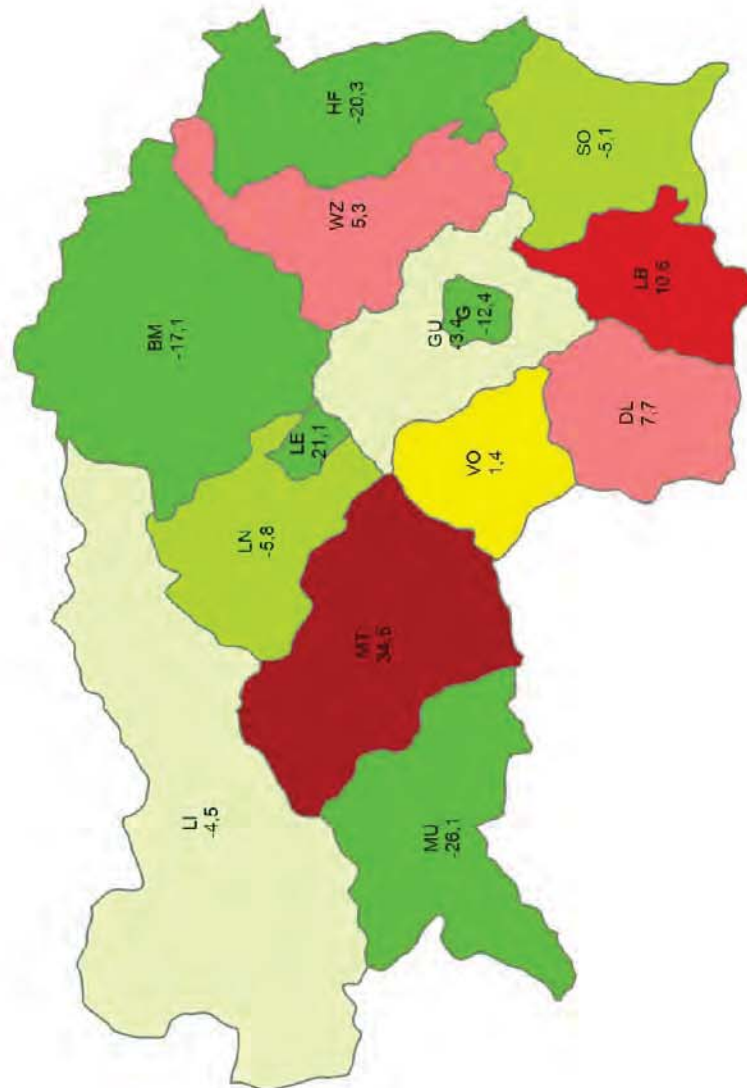 LI
-4,5
MU
-26,1
MT
34,5
LN
-5,8
VO
1,4
LE
21,1
BM
-17,1
DL
7,7
GU
-3,4
G
-12,4
WZ
5,3
LB
10,6
HF
-20,3
SO
-5,1